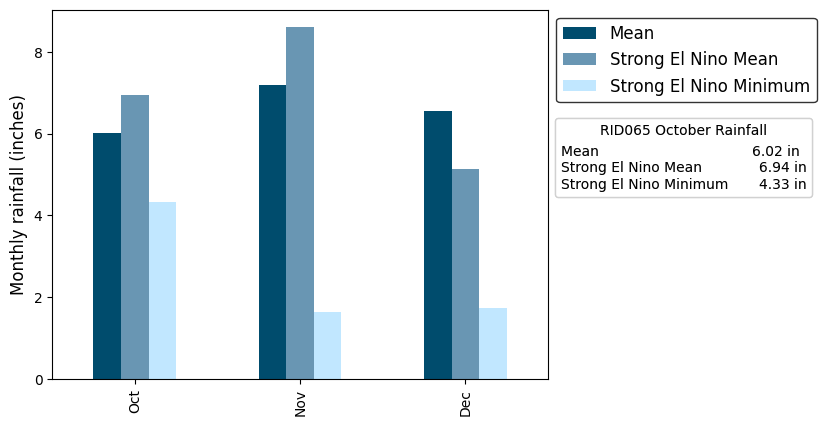 Mean
Strong El Nino Mean
Strong El Nino Minimum
RID065 October Rainfall
Mean 6.02 in
Strong El Nino Mean 6.94 in
Strong El Nino Minimum 4.33 in
Monthly rainfall (inches)
8
6
4
2
0
Oct
Nov
Dec